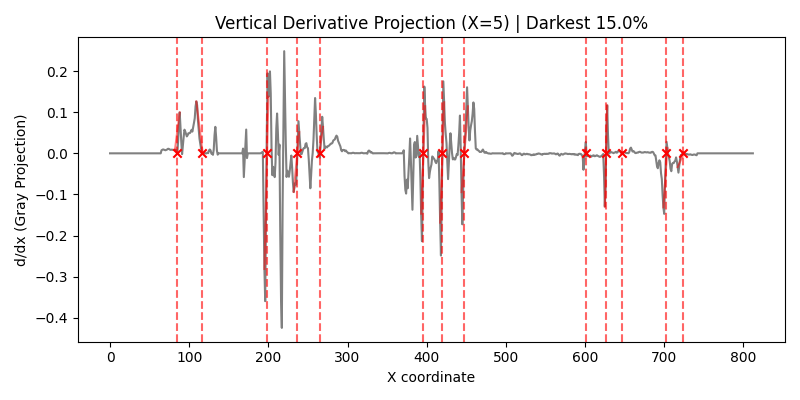 Vertical Derivative Projection (X=5) | Darkest 15.0%
d/dx (Gray Projection)
0.2
0.1
0.0
−0.1
−0.2
−0.3
−0.4
0 100 200 300 400 500 600 700 800
X coordinate